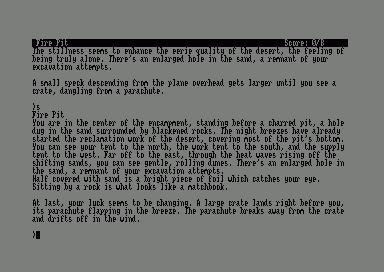 Fire Pit Score: 0/8
The stillness seems to enhance the eerie quality of the desert, the feeling of
being truly alone. There's an enlarged hole in the sand, a remnant of your
excavation attempts.
A small speck descending from the plane overhead gets larger until you see a
crate, dangling from a parachute.
>s
Fire Pit
You are in the center of the encampment, standing before a charred pit, a hole
dug in the sand surrounded by blackened rocks. The night breezes have already
started the reclamation work of the desert, covering most of the pit's bottom.
You can see your tent to the north, the work tent to the south, and the supply
tent to the west. Far off to the east, through the heat waves rising off the
shifting sands, you can see gentle, rolling dunes. There's an enlarged hole in
the sand, a remnant of your excavation attempts.
Half covered with sand is a bright piece of foil which catches your eye.
Sitting by a rock is what looks like a matchbook.
At last, your luck seems to be changing. A large crate lands right before you,
its parachute flapping in the breeze. The parachute breaks away from the crate
and drifts off in the wind.
>